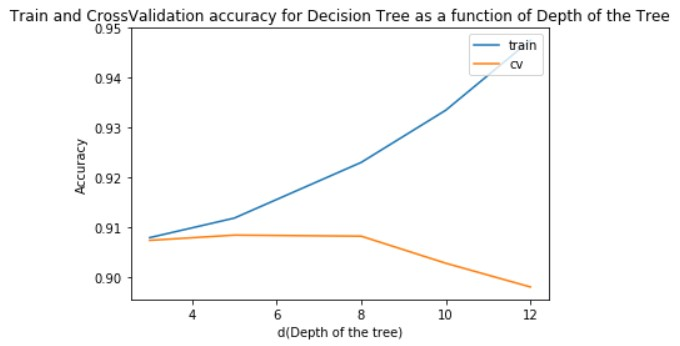 Train and CrossValidation accuracy for Decision Tree as a function of Depth of the Tree
0.95
train
cv
0.94
0.93
0.92
0.91
0.90
Accuracy
4 6 8 10 12
d(Depth of the tree)